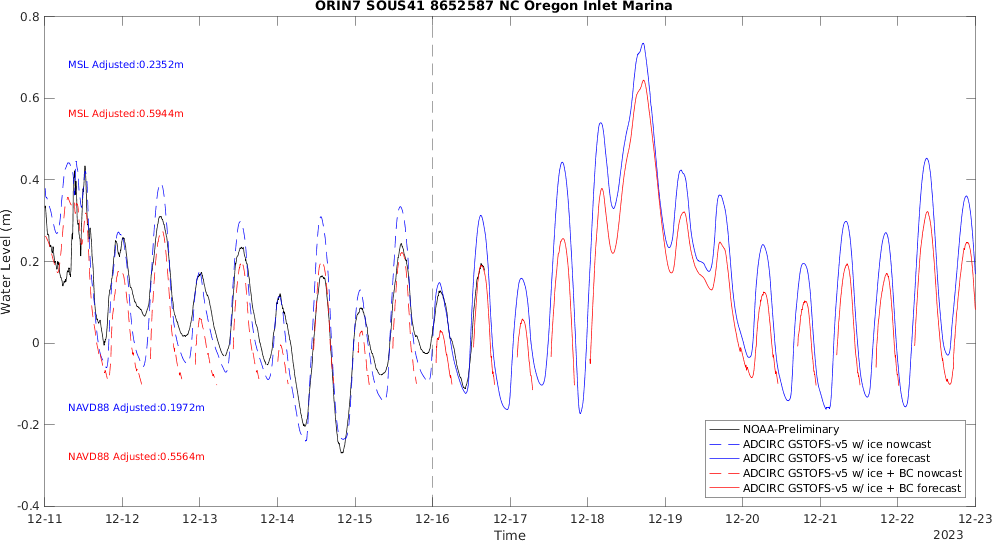 ORIN7 SOUS41 8652587 NC Oregon Inlet Marina
0.8
0.6
0.4
0.2
0
-0.2
-0.4
Water Level (m)
MSL Adjusted:0.2352m
MSL Adjusted:0.5944m
NAVD88 Adjusted:0.1972m
NAVD88 Adjusted:0.5564m
NOAA-Preliminary
ADCIRC GSTOFS-v5 w/ ice nowcast
ADCIRC GSTOFS-v5 w/ ice forecast
ADCIRC GSTOFS-v5 w/ ice + BC nowcast
ADCIRC GSTOFS-v5 w/ ice + BC forecast
12-11 12-12 12-13 12-14 12-15 12-16 12-17 12-18 12-19 12-20 12-21 12-22 12-23
Time
2023